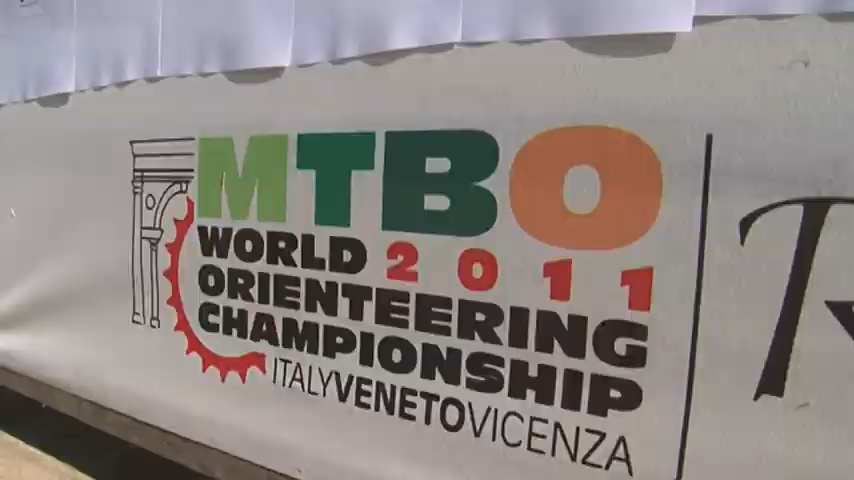 MTBO
WORLD 2011
ORIENTEERING
CHAMPIONSHIP
ITALYVENETOVICENZA